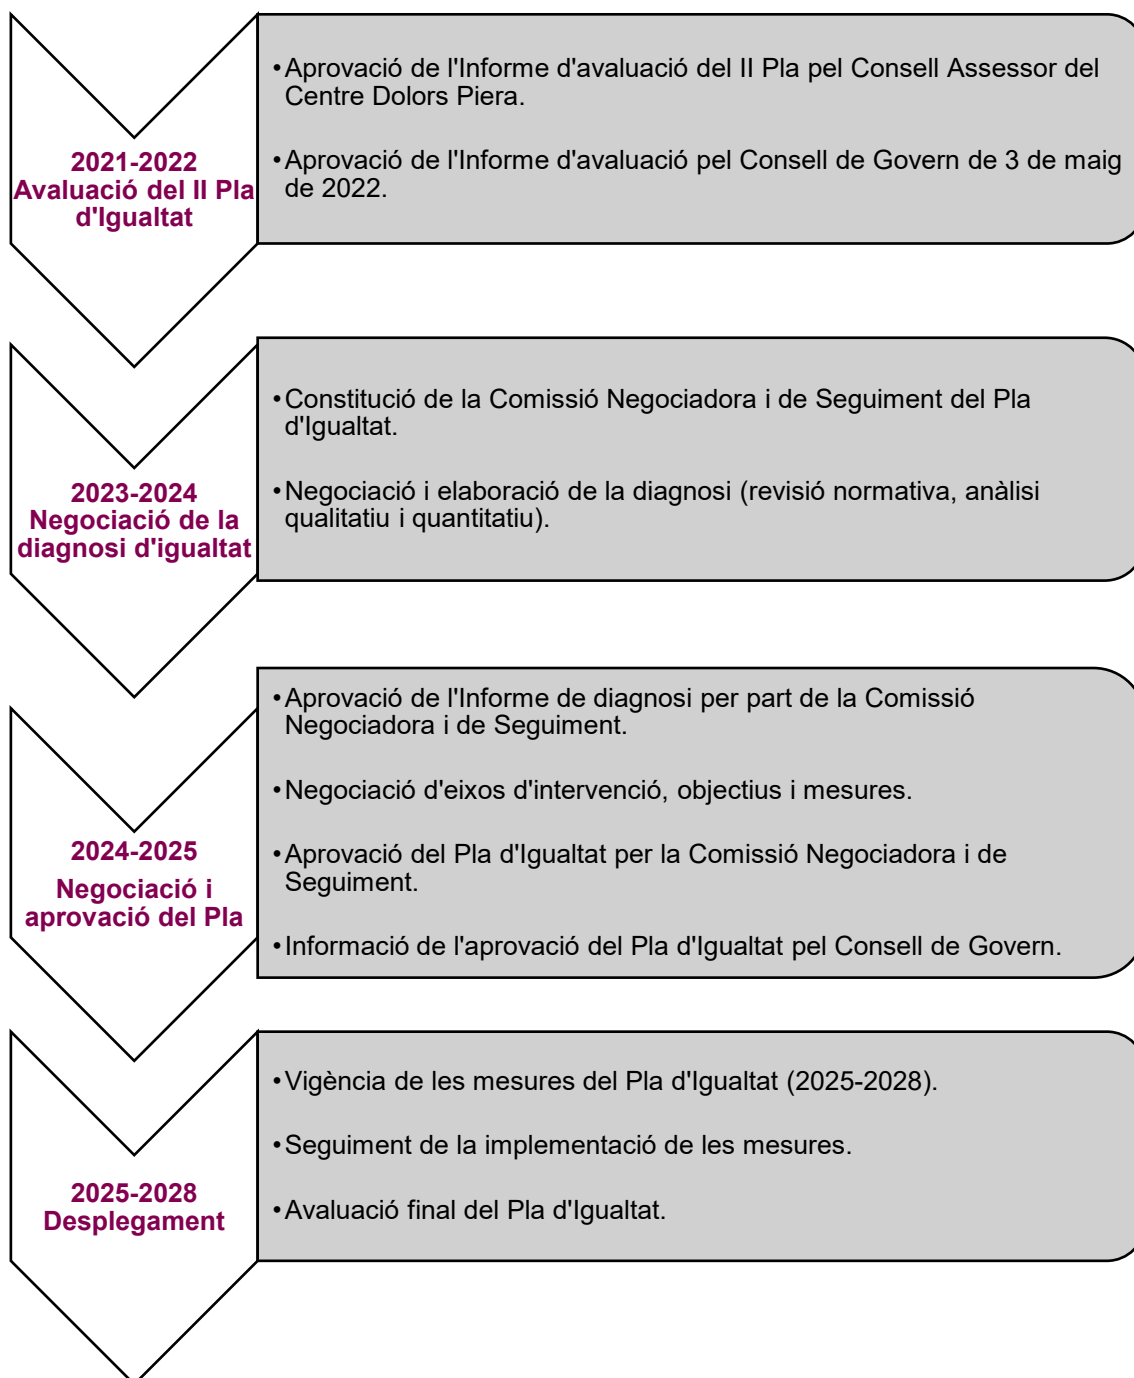 2021-2022
Avaluació del II Pla
d'Igualtat
•Aprovació de l'Informe d'avaluació del II Pla pel Consell Assessor del
Centre Dolors Piera.
•Aprovació de l'Informe d'avaluació pel Consell de Govern de 3 de maig
de 2022.
2023-2024
Negociació de la
diagnosi d'igualtat
•Constitució de la Comissió Negociadora i de Seguiment del Pla
d'Igualtat.
•Negociació i elaboració de la diagnosi (revisió normativa, anàlisi
qualitatiu i quantitatiu).
2024-2025
Negociació i
aprovació del Pla
•Aprovació de l'Informe de diagnosi per part de la Comissió
Negociadora i de Seguiment.
•Negociació d'eixos d'intervenció, objectius i mesures.
•Aprovació del Pla d'Igualtat per la Comissió Negociadora i de
Seguiment.
•Informació de l'aprovació del Pla d'Igualtat pel Consell de Govern.
2025-2028
Desplegament
•Vigència de les mesures del Pla d'Igualtat (2025-2028).
•Seguiment de la implementació de les mesures.
•Avaluació final del Pla d'Igualtat.